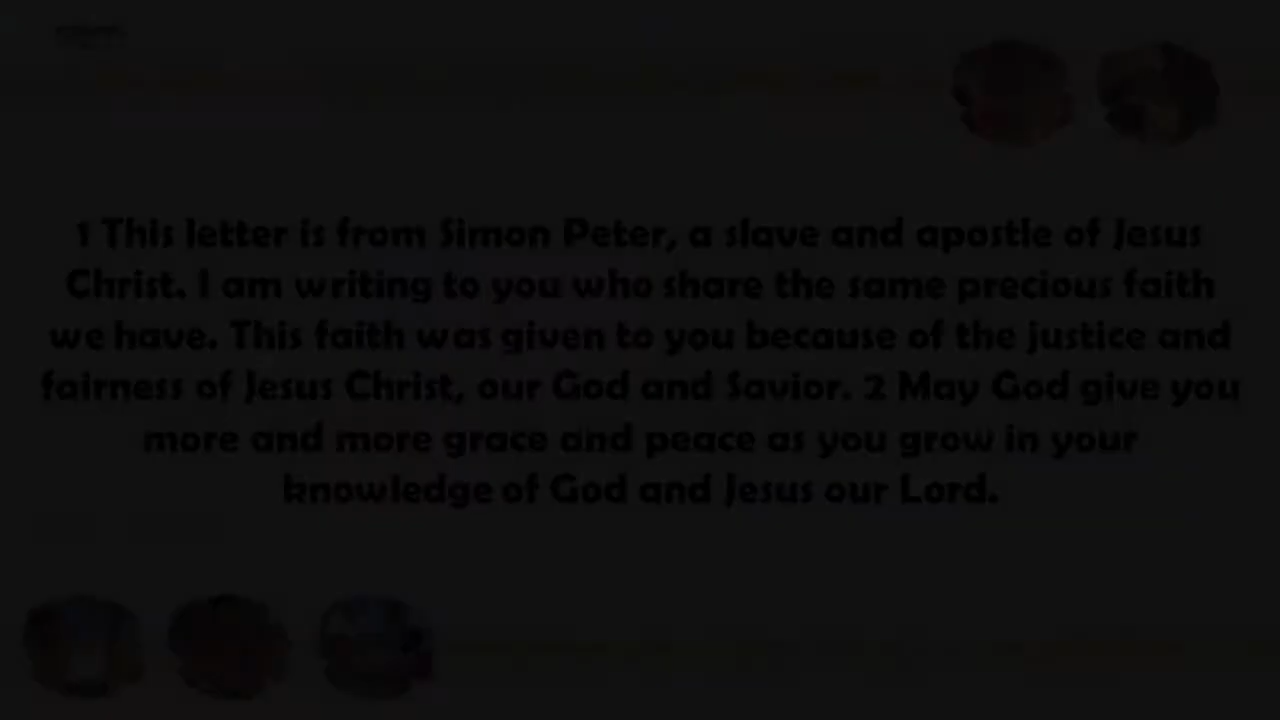 1 This letter is from Simon Peter, a slave and apostle of Jesus
Christ. I am writing to you who share the same precious faith
we have. This faith was given to you because of the justice and
fairness of Jesus Christ, our God and Savior. 2 May God give you
more and more grace and peace as you grow in your
knowledge of God and Jesus our Lord.